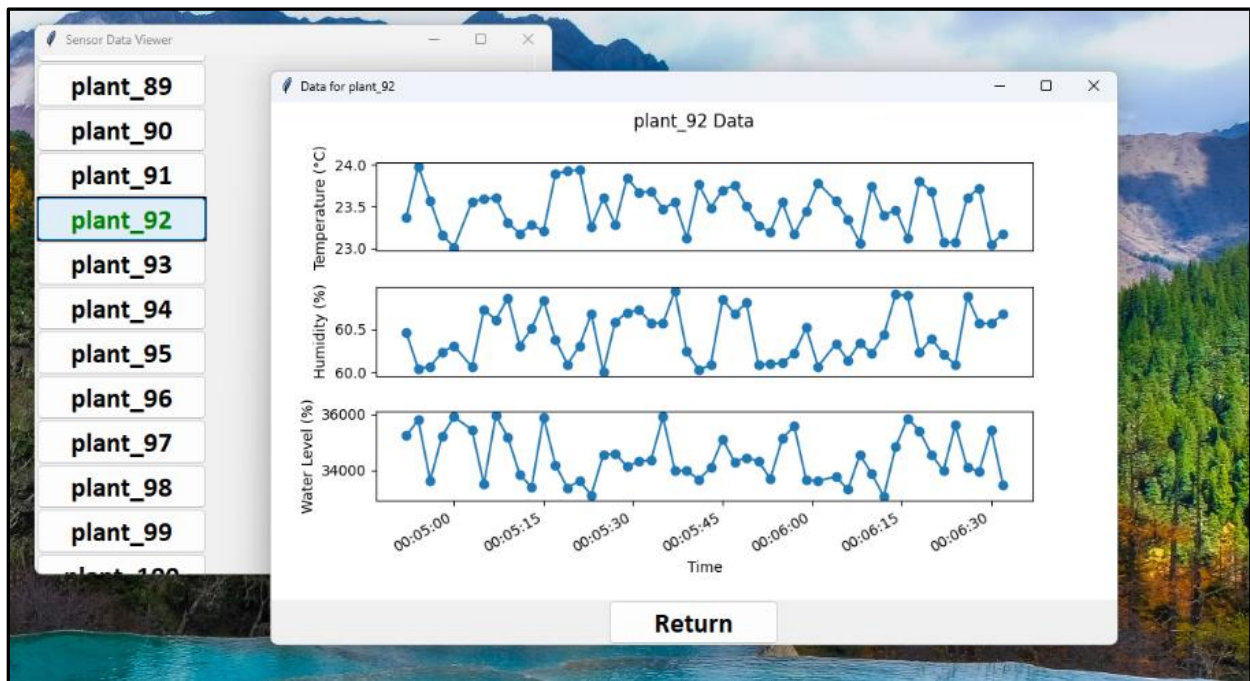 Sensor Data Viewer
plant_89
plant_90
plant_91
plant_92
plant_93
plant_94
plant_95
plant_96
plant_97
plant_98
plant_99
plant_100
Data for plant_92
plant_92 Data
Temperature (°C)
24.0
23.5
23.0
Humidity (%)
60.5
60.0
Water Level (%)
36000
34000
00:05:00
00:05:15
00:05:30
00:05:45
00:06:00
00:06:15
00:06:30
Time
Return